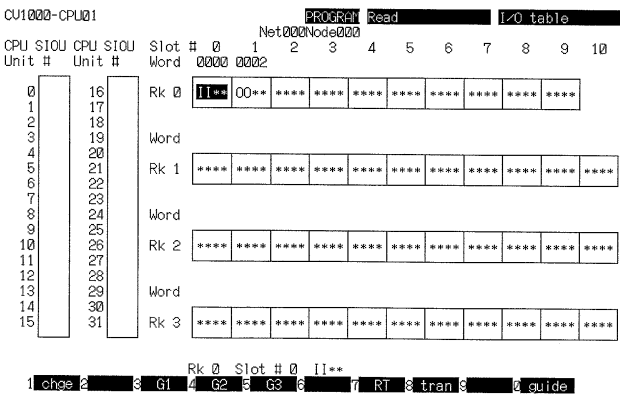 CV1000-CPU01 PROGRAM Read I/O table
Net000Node000
CPU SIOU CPU SIOU Slot # 0 1 2 3 4 5 6 7 8 9 10
Unit # Unit # Word 0000 0002
0 16 Rk 0 II** OO** **** **** **** **** **** **** **** ****
1 17
2 18
3 19 Word
4 20
5 21 Rk 1 **** **** **** **** **** **** **** **** **** **** ****
6 22
7 23
8 24 Word
9 25
10 26 Rk 2 **** **** **** **** **** **** **** **** **** **** ****
11 27
12 28
13 29 Word
14 30
15 31 Rk 3 **** **** **** **** **** **** **** **** **** **** ****
Rk 0 Slot # 0 II**
1 chge 2 3 G1 4 G2 5 G3 6 7 RT 8 tran 9 0 guide